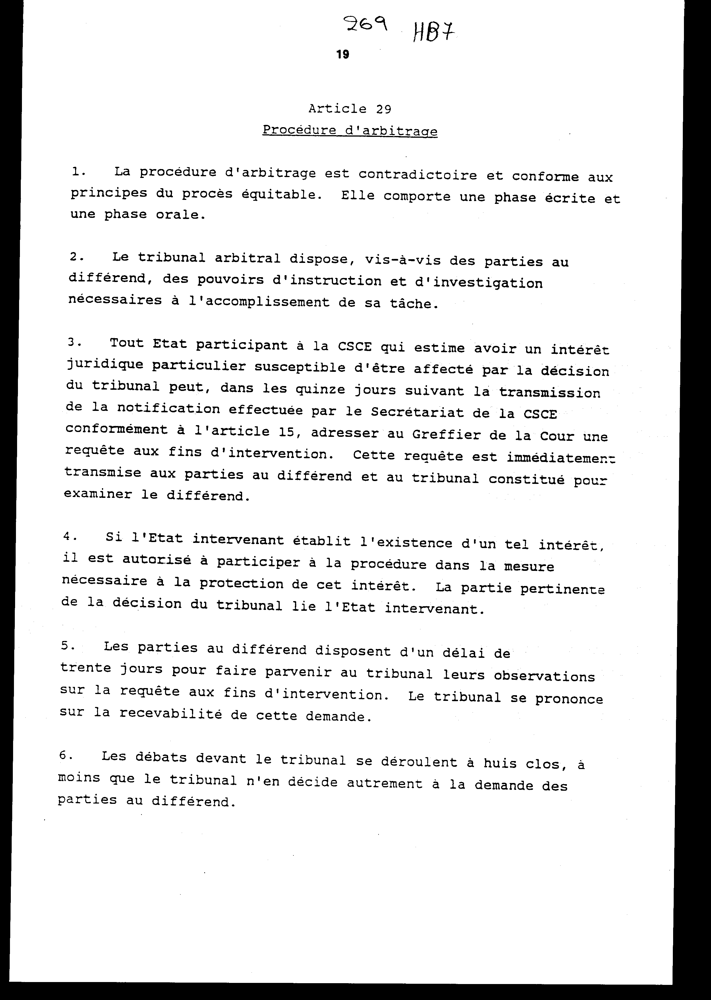 269 HB7
19
Article 29
Procédure d'arbitrage
1. La procédure d'arbitrage est contradictoire et conforme aux
principes du procès équitable. Elle comporte une phase écrite et
une phase orale.
2. Le tribunal arbitral dispose, vis-à-vis des parties au
différend, des pouvoirs d'instruction et d'investigation
nécessaires à l'accomplissement de sa tâche.
3. Tout Etat participant à la CSCE qui estime avoir un intérêt
juridique particulier susceptible d'être affecté par la décision
du tribunal peut, dans les quinze jours suivant la transmission
de la notification effectuée par le Secrétariat de la CSCE
conformément à l'article 15, adresser au Greffier de la Cour une
requête aux fins d'intervention. Cette requête est immédiatement
transmise aux parties au différend et au tribunal constitué pour
examiner le différend.
4. Si l'Etat intervenant établit l'existence d'un tel intérêt,
il est autorisé à participer à la procédure dans la mesure
nécessaire à la protection de cet intérêt. La partie pertinente
de la décision du tribunal lie l'Etat intervenant.
5. Les parties au différend disposent d'un délai de
trente jours pour faire parvenir au tribunal leurs observations
sur la requête aux fins d'intervention. Le tribunal se prononce
sur la recevabilité de cette demande.
6. Les débats devant le tribunal se déroulent à huis clos, à
moins que le tribunal n'en décide autrement à la demande des
parties au différend.